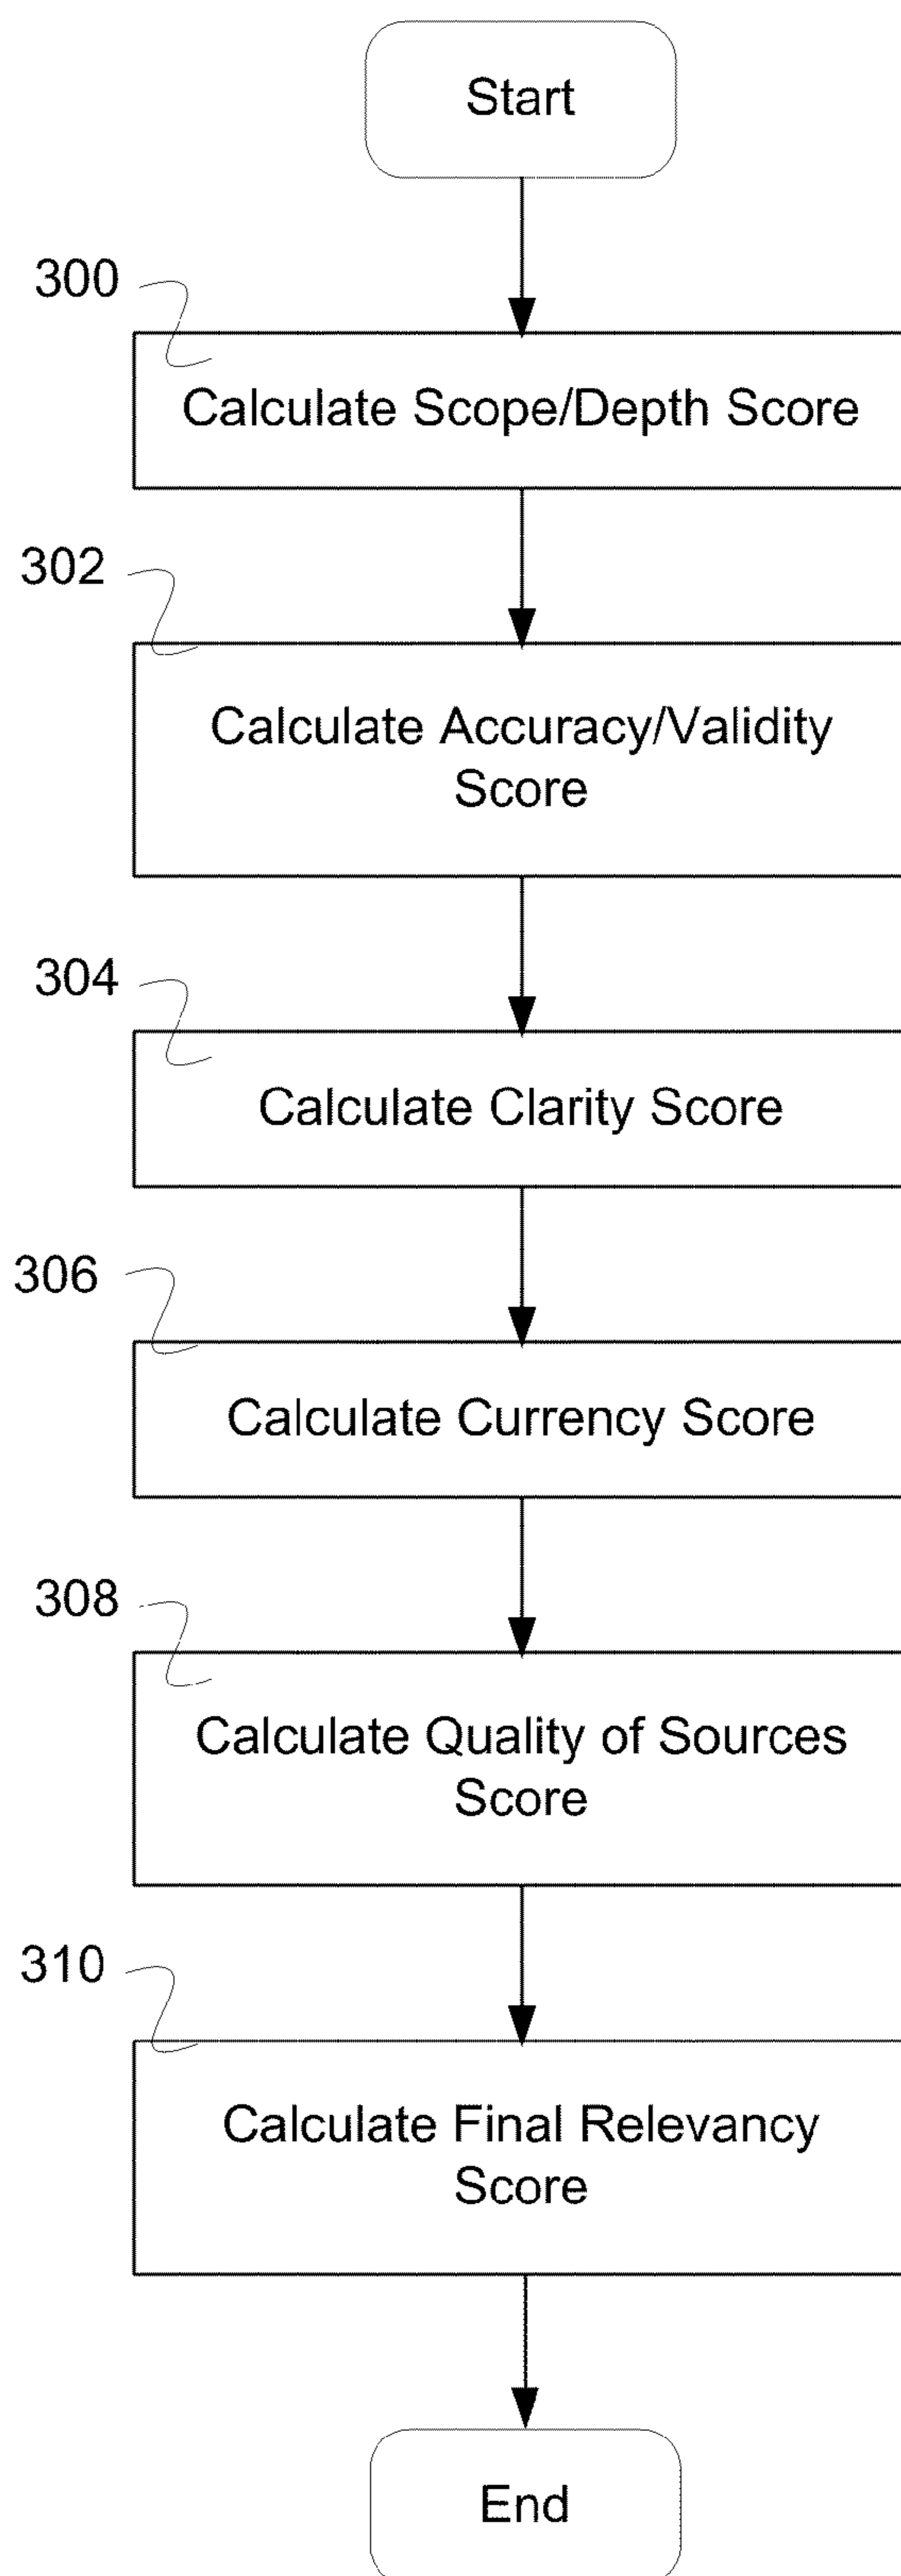 Start
300
Calculate Scope/Depth Score
302
Calculate Accuracy/Validity
Score
304
Calculate Clarity Score
306
Calculate Currency Score
308
Calculate Quality of Sources
Score
310
Calculate Final Relevancy
Score
End